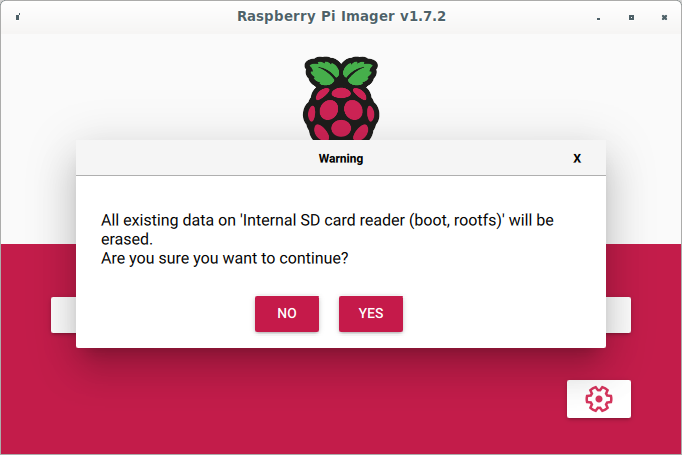 Raspberry Pi Imager v1.7.2
Warning
X
All existing data on 'Internal SD card reader (boot, rootfs)' will be
erased.
Are you sure you want to continue?
NO
YES